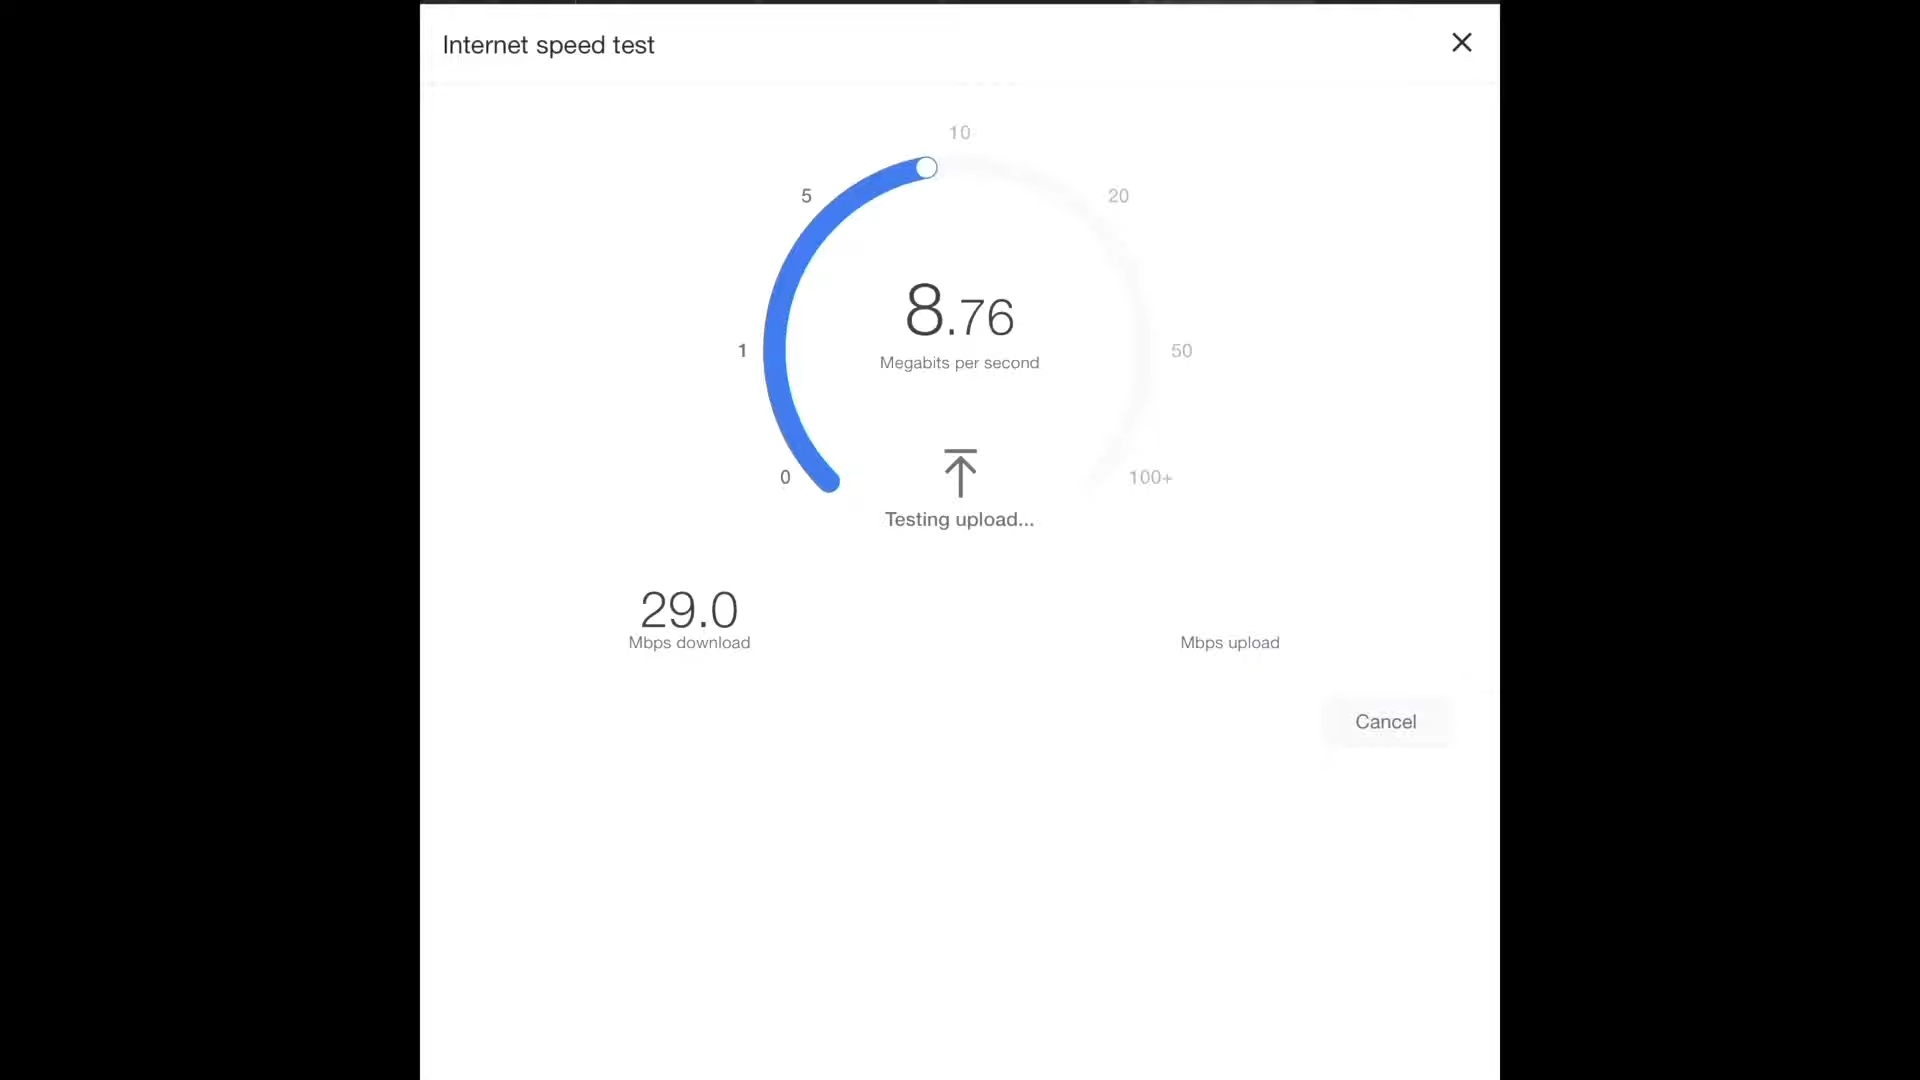 Internet speed test
10
5
20
8.76
Megabits per second
1
50
0
100+
Testing upload...
29.0
Mbps download
Mbps upload
Cancel